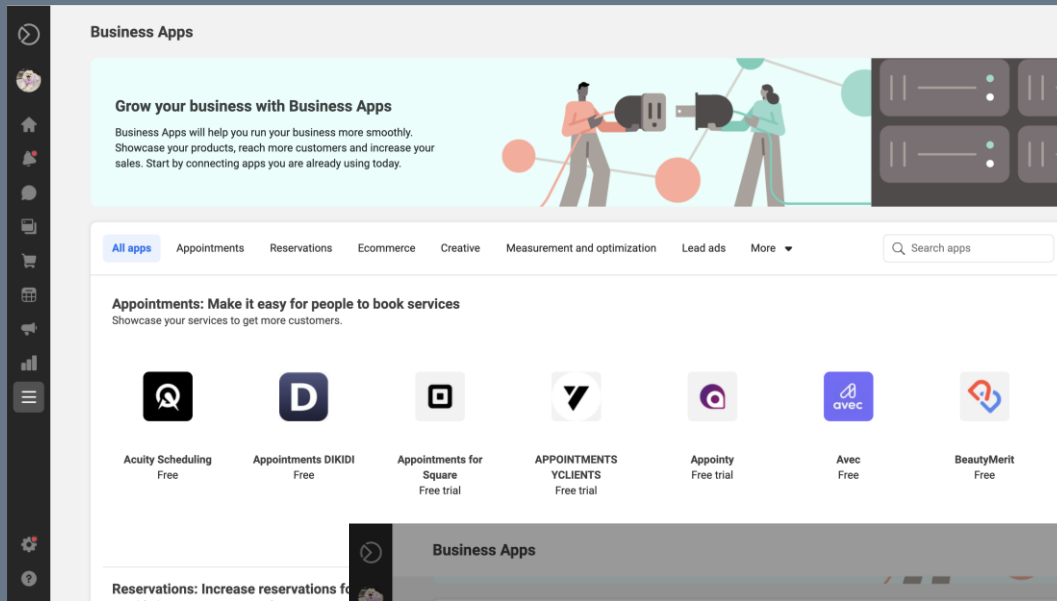 Business Apps
Grow your business with Business Apps
Business Apps will help you run your business more smoothly.
Showcase your products, reach more customers and increase your
sales. Start by connecting apps you are already using today.
All apps Appointments Reservations Ecommerce Creative Measurement and optimization Lead ads More Search apps
Appointments: Make it easy for people to book services
Showcase your services to get more customers.
D
avec
Acuity Scheduling
Free
Appointments DIKIDI
Free
Appointments for
Square
Free trial
APPOINTMENTS
YCLIENTS
Free trial
Appointy
Free trial
Avec
Free
BeautyMerit
Free
Business Apps
Reservations: Increase reservations